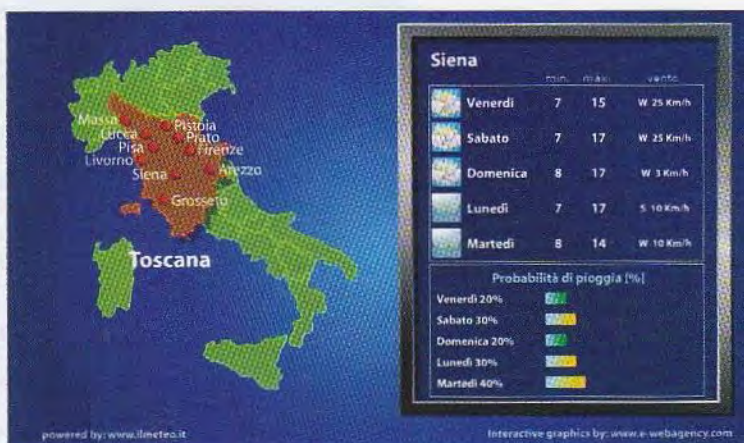 Massa
Lucca
Pisa
Livorno
Siena
Pistoia
Prato
Firenze
Arezzo
Grosseto
Toscana
Siena
min. max. vento
Venerdì 7 15 W 25 Km/h
Sabato 7 17 W 25 Km/h
Domenica 8 17 W 3 Km/h
Lunedì 7 17 S 10 Km/h
Martedì 8 14 W 10 Km/h
Probabilità di pioggia [%]
Venerdì 20%
Sabato 30%
Domenica 20%
Lunedì 30%
Martedì 40%
powered by: www.ilmeteo.it
Interactive graphics by: www.e-webagency.com